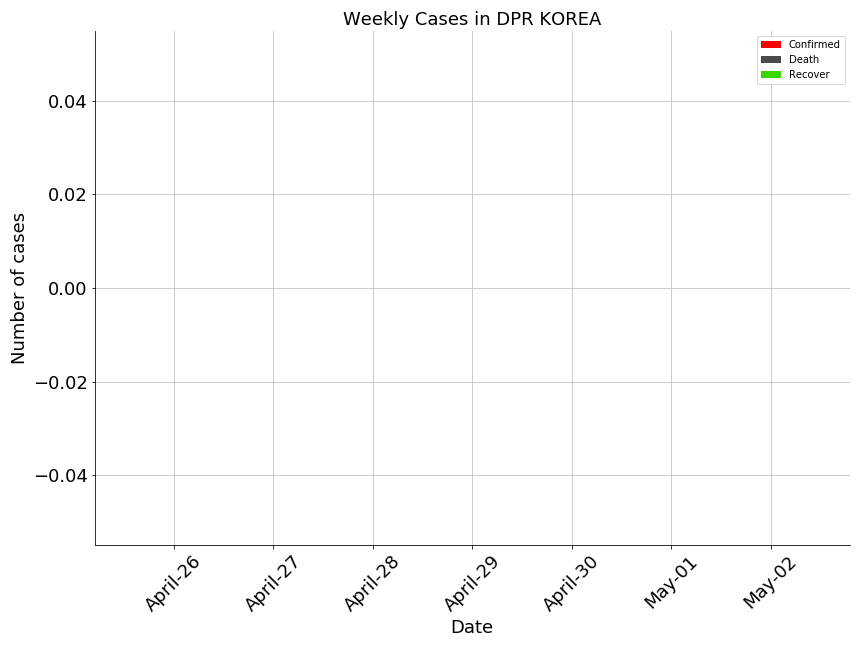 Weekly Cases in DPR KOREA
Confirmed
Death
Recover
Number of cases
0.04
0.02
0.00
−0.02
−0.04
April-26
April-27
April-28
April-29
April-30
May-01
May-02
Date